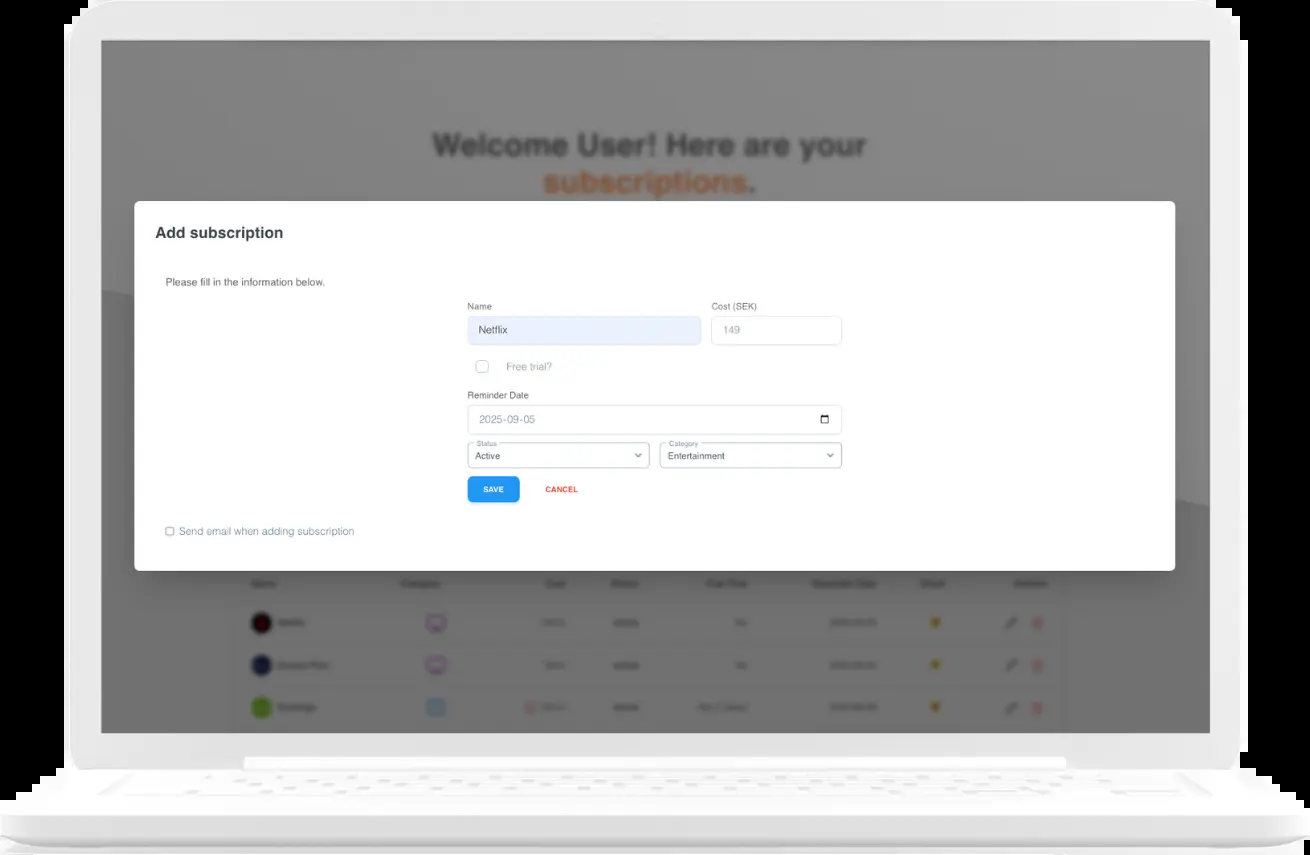 Welcome User! Here are your
subscriptions.
Add subscription
Please fill in the information below.
Name
Cost (SEK)
Netflix
149
Free trial?
Reminder Date
2025-09-05
Status
Category
Active
Entertainment
SAVE
CANCEL
Send email when adding subscription